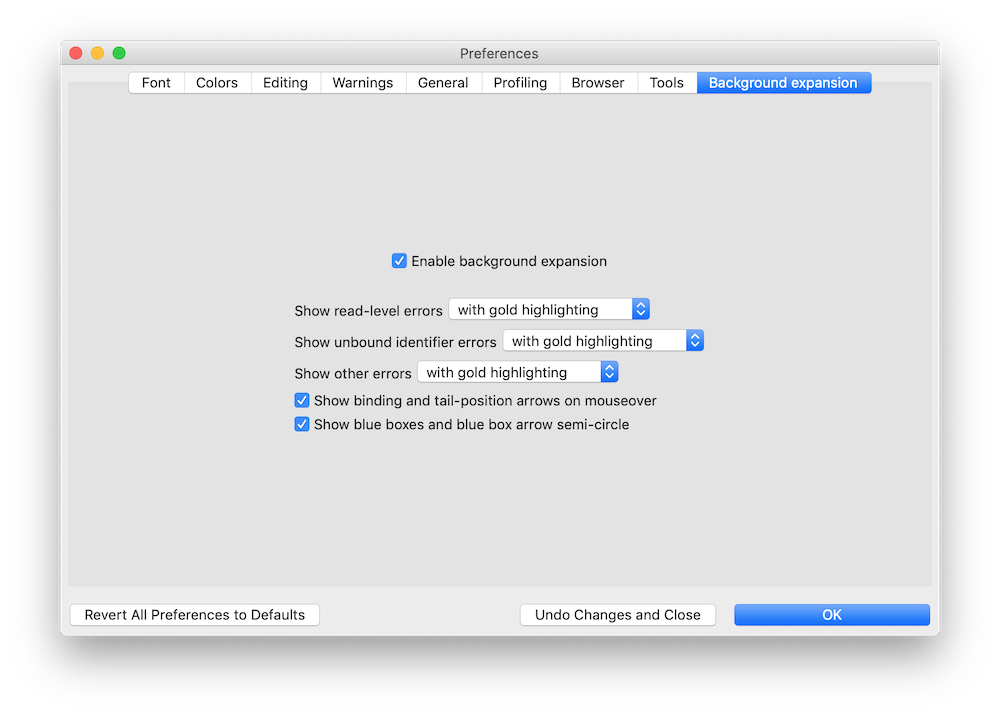 Preferences
Font Colors Editing Warnings General Profiling Browser Tools Background expansion
Enable background expansion
Show read-level errors with gold highlighting
Show unbound identifier errors with gold highlighting
Show other errors with gold highlighting
Show binding and tail-position arrows on mouseover
Show blue boxes and blue box arrow semi-circle
Revert All Preferences to Defaults Undo Changes and Close OK